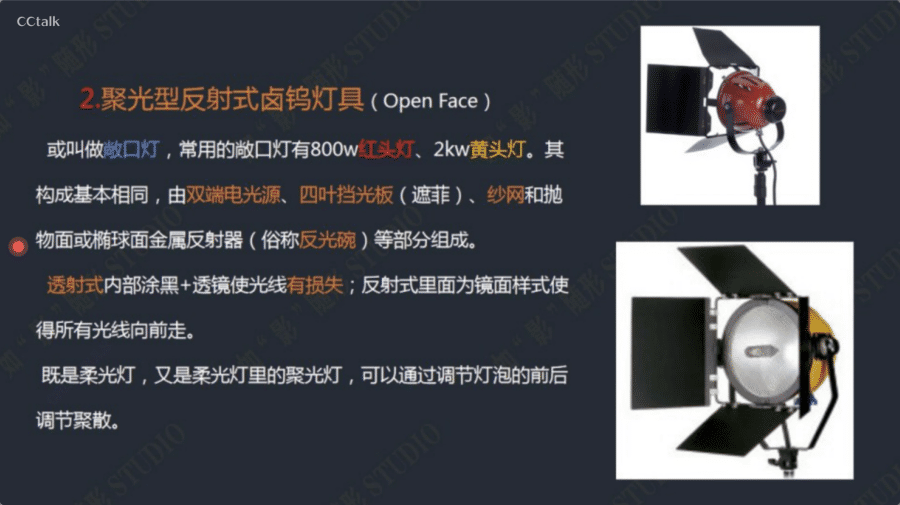 CCtalk
2.聚光型反射式卤钨灯具（Open Face）
或叫做敞口灯，常用的敞口灯有800w红头灯、2kw黄头灯。其
构成基本相同，由双端电光源、四叶挡光板（遮菲）、纱网和抛
物面或椭球面金属反射器（俗称反光碗）等部分组成。
透射式内部涂黑+透镜使光线有损失；反射式里面为镜面样式使
得所有光线向前走。
既是柔光灯，又是柔光灯里的聚光灯，可以通过调节灯泡的前后
调节聚散。